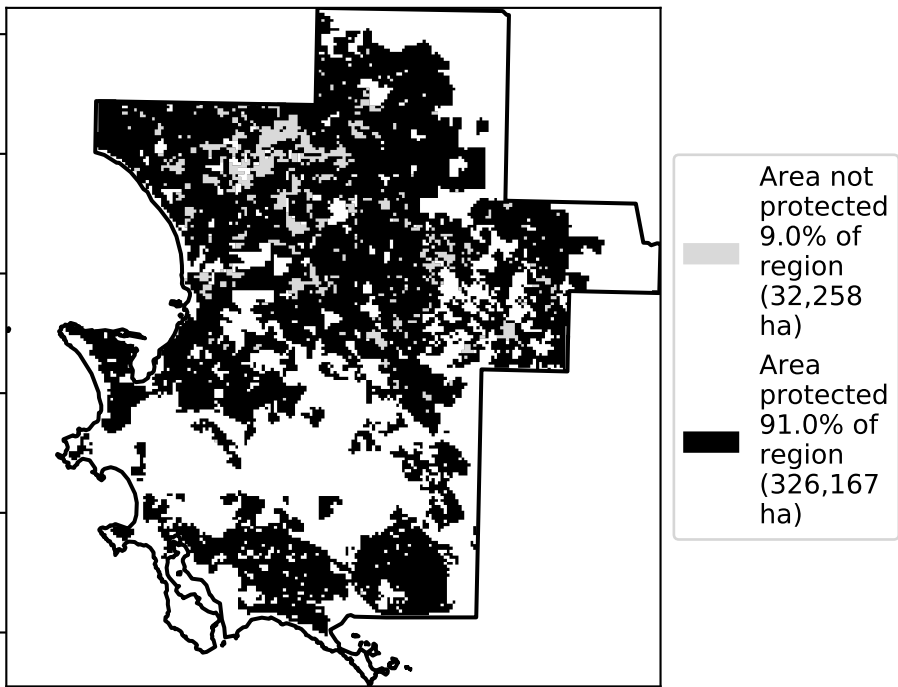 Area not
protected
9.0% of
region
(32,258
ha)
Area
protected
91.0% of
region
(326,167
ha)